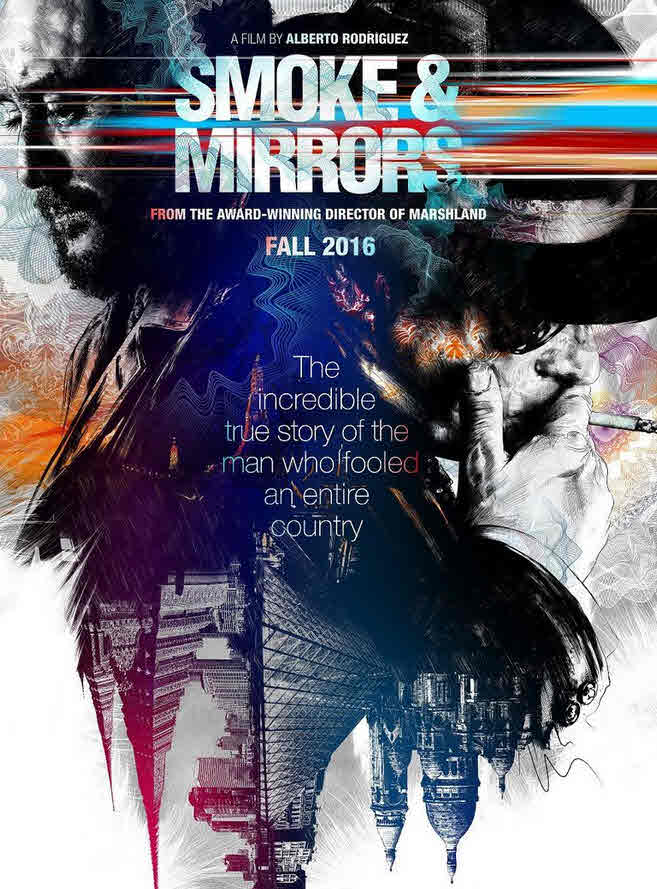 A FILM BY ALBERTO RODRÍGUEZ
SMOKE &
MIRRORS
FROM THE AWARD-WINNING DIRECTOR OF MARSHLAND
FALL 2016
The
incredible
true story of the
man who fooled
an entire
country